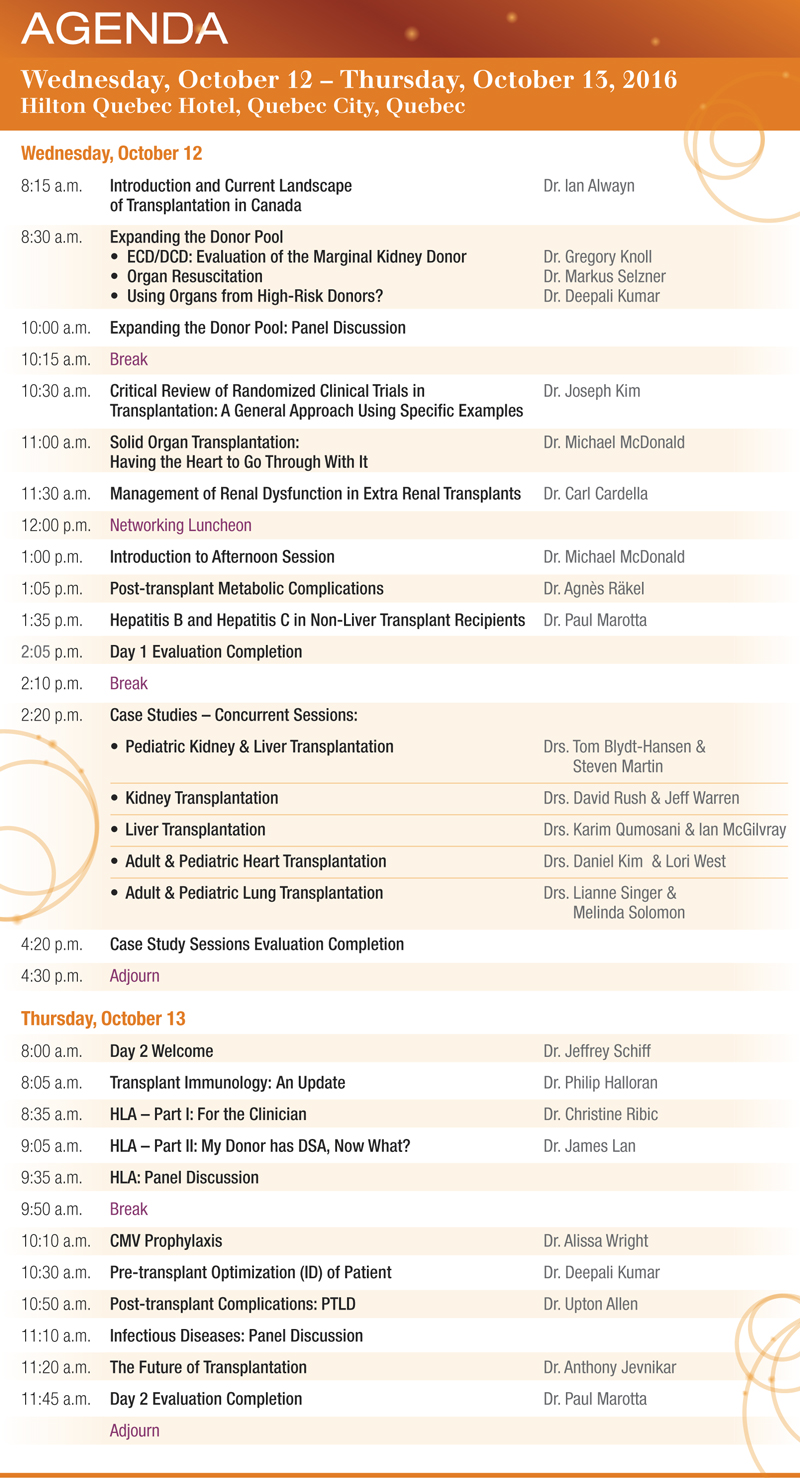 AGENDA
Wednesday, October 12 – Thursday, October 13, 2016
Hilton Quebec Hotel, Quebec City, Quebec
Wednesday, October 12
8:15 a.m. Introduction and Current Landscape Dr. Ian Alwayn
of Transplantation in Canada
8:30 a.m. Expanding the Donor Pool
• ECD/DCD: Evaluation of the Marginal Kidney Donor Dr. Gregory Knoll
• Organ Resuscitation Dr. Markus Selzner
• Using Organs from High-Risk Donors? Dr. Deepali Kumar
10:00 a.m. Expanding the Donor Pool: Panel Discussion
10:15 a.m. Break
10:30 a.m. Critical Review of Randomized Clinical Trials in Dr. Joseph Kim
Transplantation: A General Approach Using Specific Examples
11:00 a.m. Solid Organ Transplantation: Dr. Michael McDonald
Having the Heart to Go Through With It
11:30 a.m. Management of Renal Dysfunction in Extra Renal Transplants Dr. Carl Cardella
12:00 p.m. Networking Luncheon
1:00 p.m. Introduction to Afternoon Session Dr. Michael McDonald
1:05 p.m. Post-transplant Metabolic Complications Dr. Agnès Räkel
1:35 p.m. Hepatitis B and Hepatitis C in Non-Liver Transplant Recipients Dr. Paul Marotta
2:05 p.m. Day 1 Evaluation Completion
2:10 p.m. Break
2:20 p.m. Case Studies – Concurrent Sessions:
• Pediatric Kidney & Liver Transplantation Drs. Tom Blydt-Hansen &
Steven Martin
• Kidney Transplantation Drs. David Rush & Jeff Warren
• Liver Transplantation Drs. Karim Qumosani & Ian McGilvray
• Adult & Pediatric Heart Transplantation Drs. Daniel Kim & Lori West
• Adult & Pediatric Lung Transplantation Drs. Lianne Singer &
Melinda Solomon
4:20 p.m. Case Study Sessions Evaluation Completion
4:30 p.m. Adjourn
Thursday, October 13
8:00 a.m. Day 2 Welcome Dr. Jeffrey Schiff
8:05 a.m. Transplant Immunology: An Update Dr. Philip Halloran
8:35 a.m. HLA – Part I: For the Clinician Dr. Christine Ribic
9:05 a.m. HLA – Part II: My Donor has DSA, Now What? Dr. James Lan
9:35 a.m. HLA: Panel Discussion
9:50 a.m. Break
10:10 a.m. CMV Prophylaxis Dr. Alissa Wright
10:30 a.m. Pre-transplant Optimization (ID) of Patient Dr. Deepali Kumar
10:50 a.m. Post-transplant Complications: PTLD Dr. Upton Allen
11:10 a.m. Infectious Diseases: Panel Discussion
11:20 a.m. The Future of Transplantation Dr. Anthony Jevnikar
11:45 a.m. Day 2 Evaluation Completion Dr. Paul Marotta
Adjourn